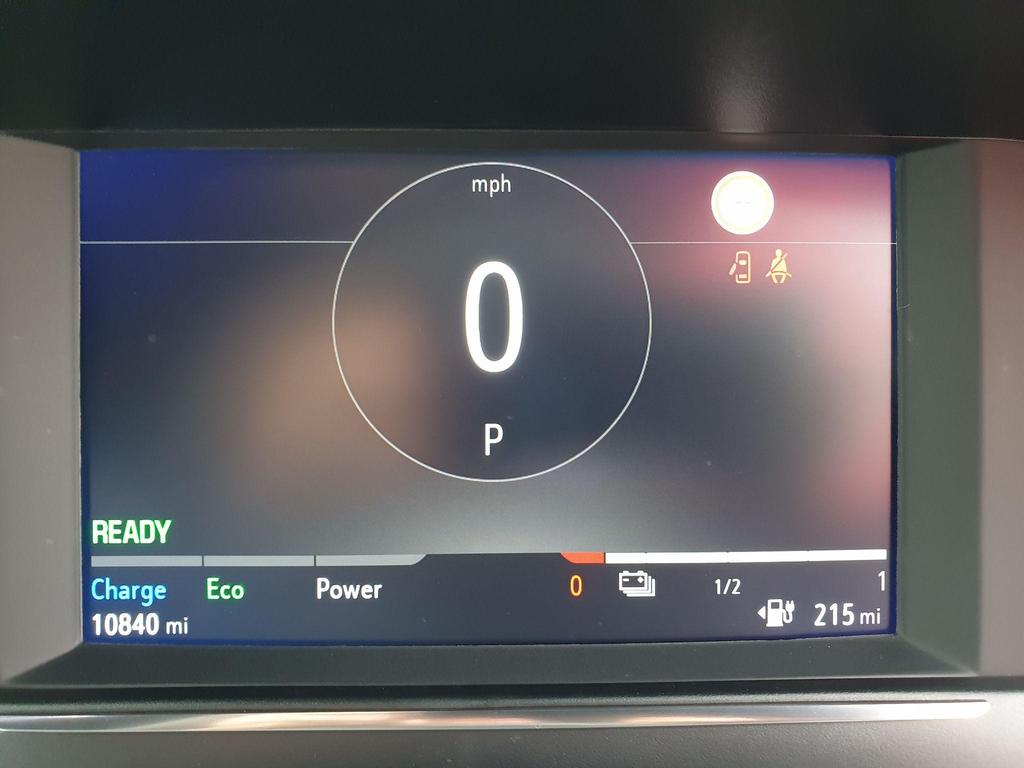 mph
0
P
READY
Charge Eco Power 0 1/2 1
10840 mi 215 mi